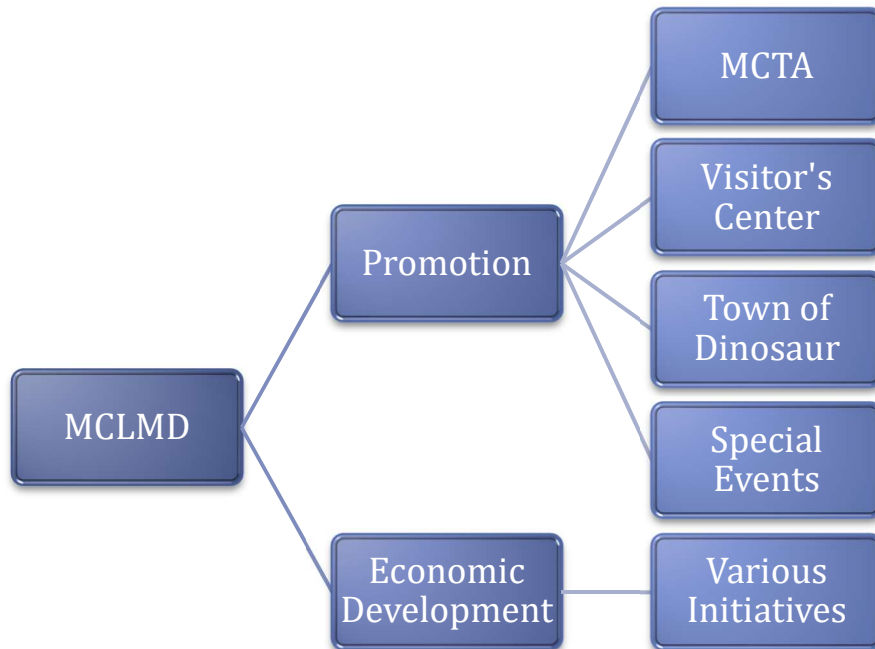 MCTA
Visitor's
Center
Promotion
Town of
Dinosaur
MCLMD
Special
Events
Economic
Development
Various
Initiatives